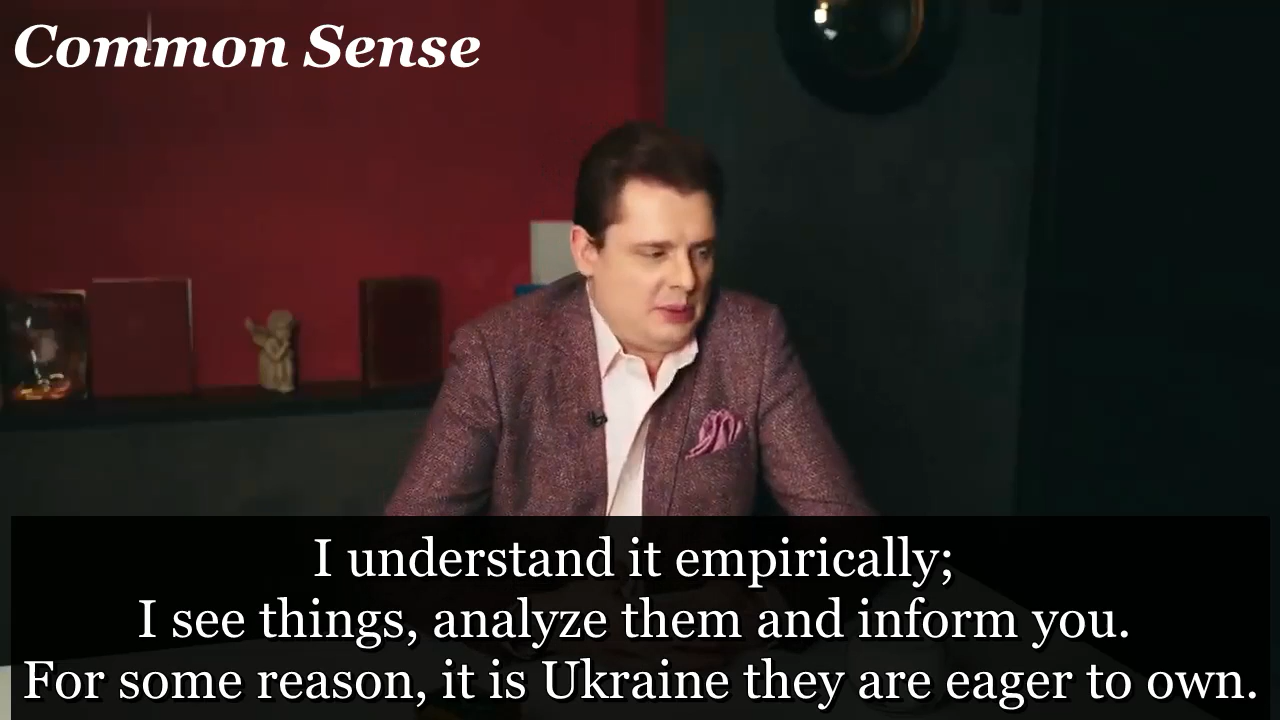 Common Sense
I understand it empirically;
I see things, analyze them and inform you.
For some reason, it is Ukraine they are eager to own.